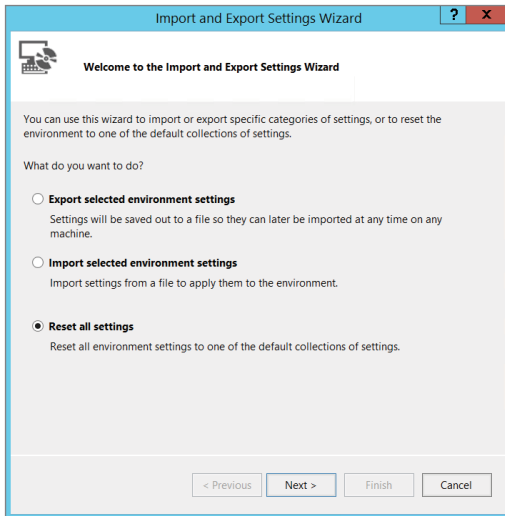 Import and Export Settings Wizard
? x
Welcome to the Import and Export Settings Wizard
You can use this wizard to import or export specific categories of settings, or to reset the
environment to one of the default collections of settings.
What do you want to do?
Export selected environment settings
Settings will be saved out to a file so they can later be imported at any time on any
machine.
Import selected environment settings
Import settings from a file to apply them to the environment.
Reset all settings
Reset all environment settings to one of the default collections of settings.
< Previous Next > Finish Cancel